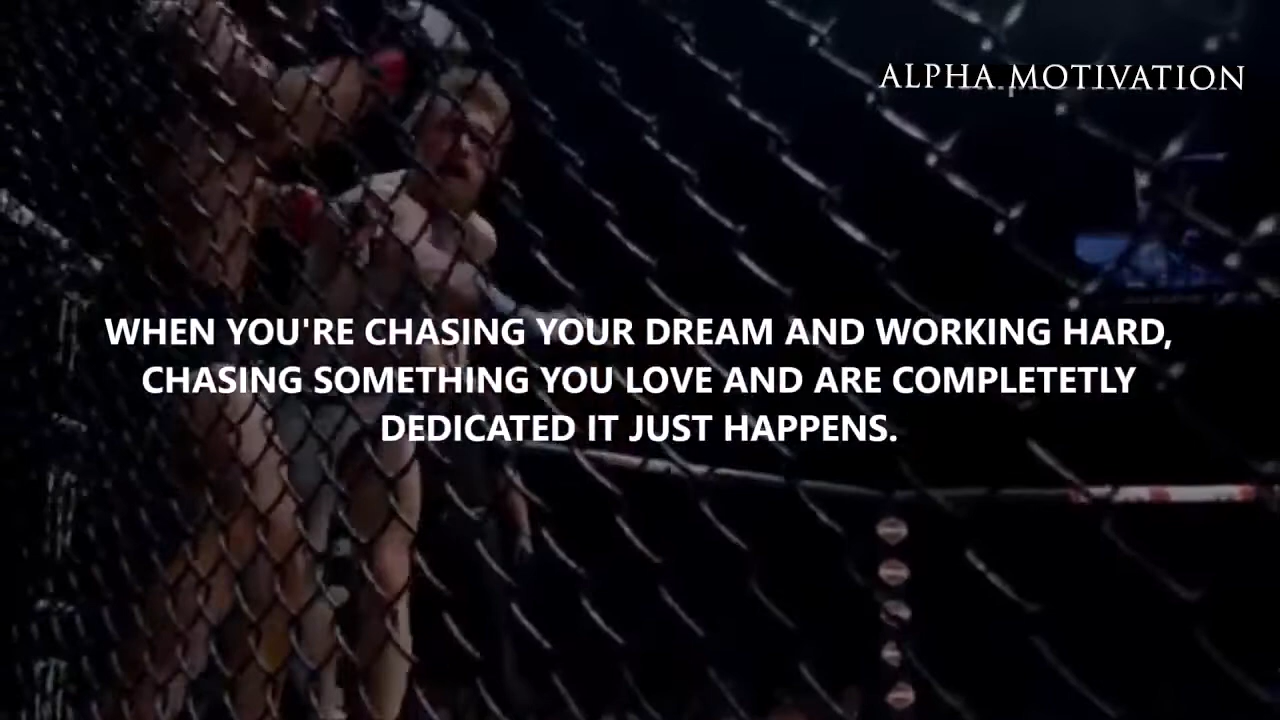 ALPHA MOTIVATION
WHEN YOU'RE CHASING YOUR DREAM AND WORKING HARD,
CHASING SOMETHING YOU LOVE AND ARE COMPLETETLY
DEDICATED IT JUST HAPPENS.